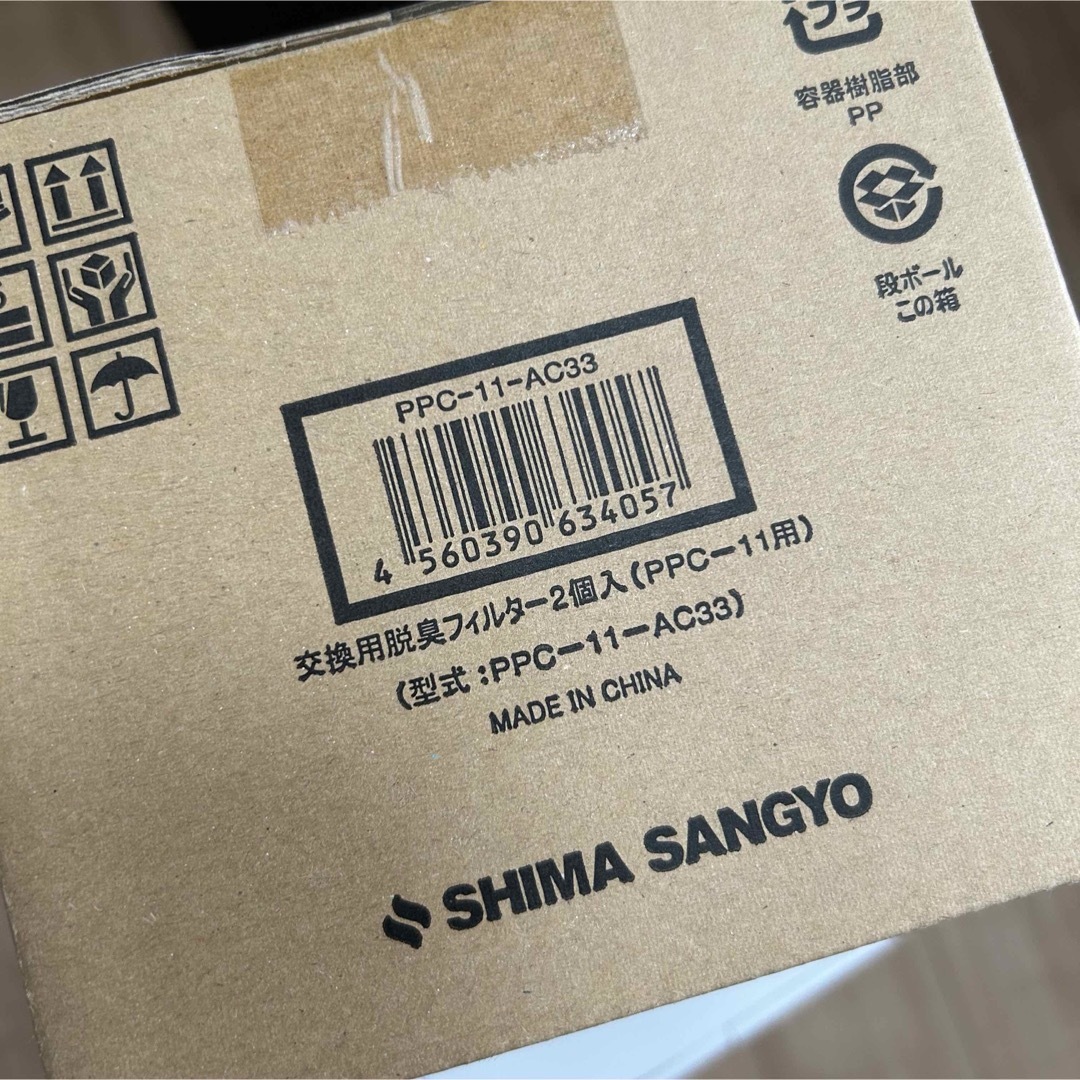 プラ
容器樹脂部
PP
段ボール
この箱
PPC-11-AC33
4 560390 634057
交換用脱臭フィルター2個入(PPC-11用)
(型式:PPC-11-AC33)
MADE IN CHINA
SHIMA SANGYO